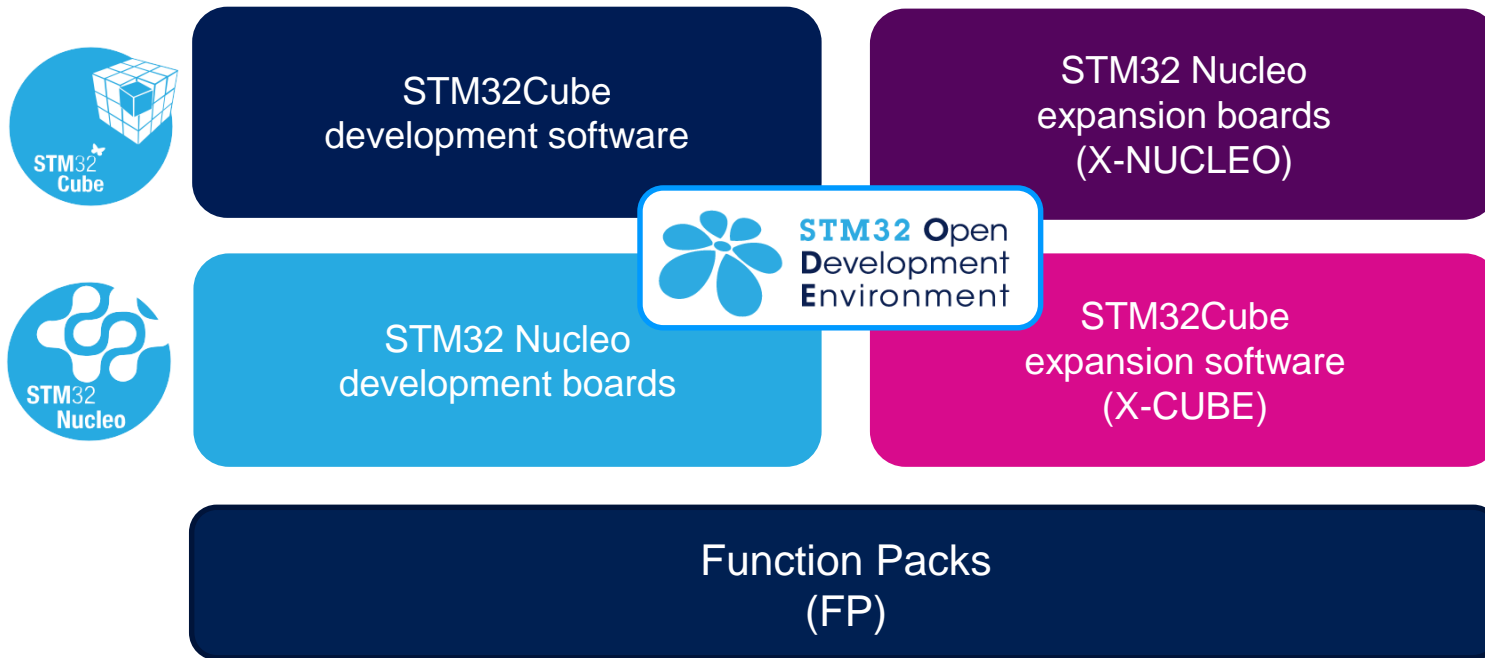 STM32
Cube
STM32Cube
development software
STM32 Nucleo
expansion boards
(X-NUCLEO)
STM32 Open
Development
Environment
STM32
Nucleo
STM32 Nucleo
development boards
STM32Cube
expansion software
(X-CUBE)
Function Packs
(FP)